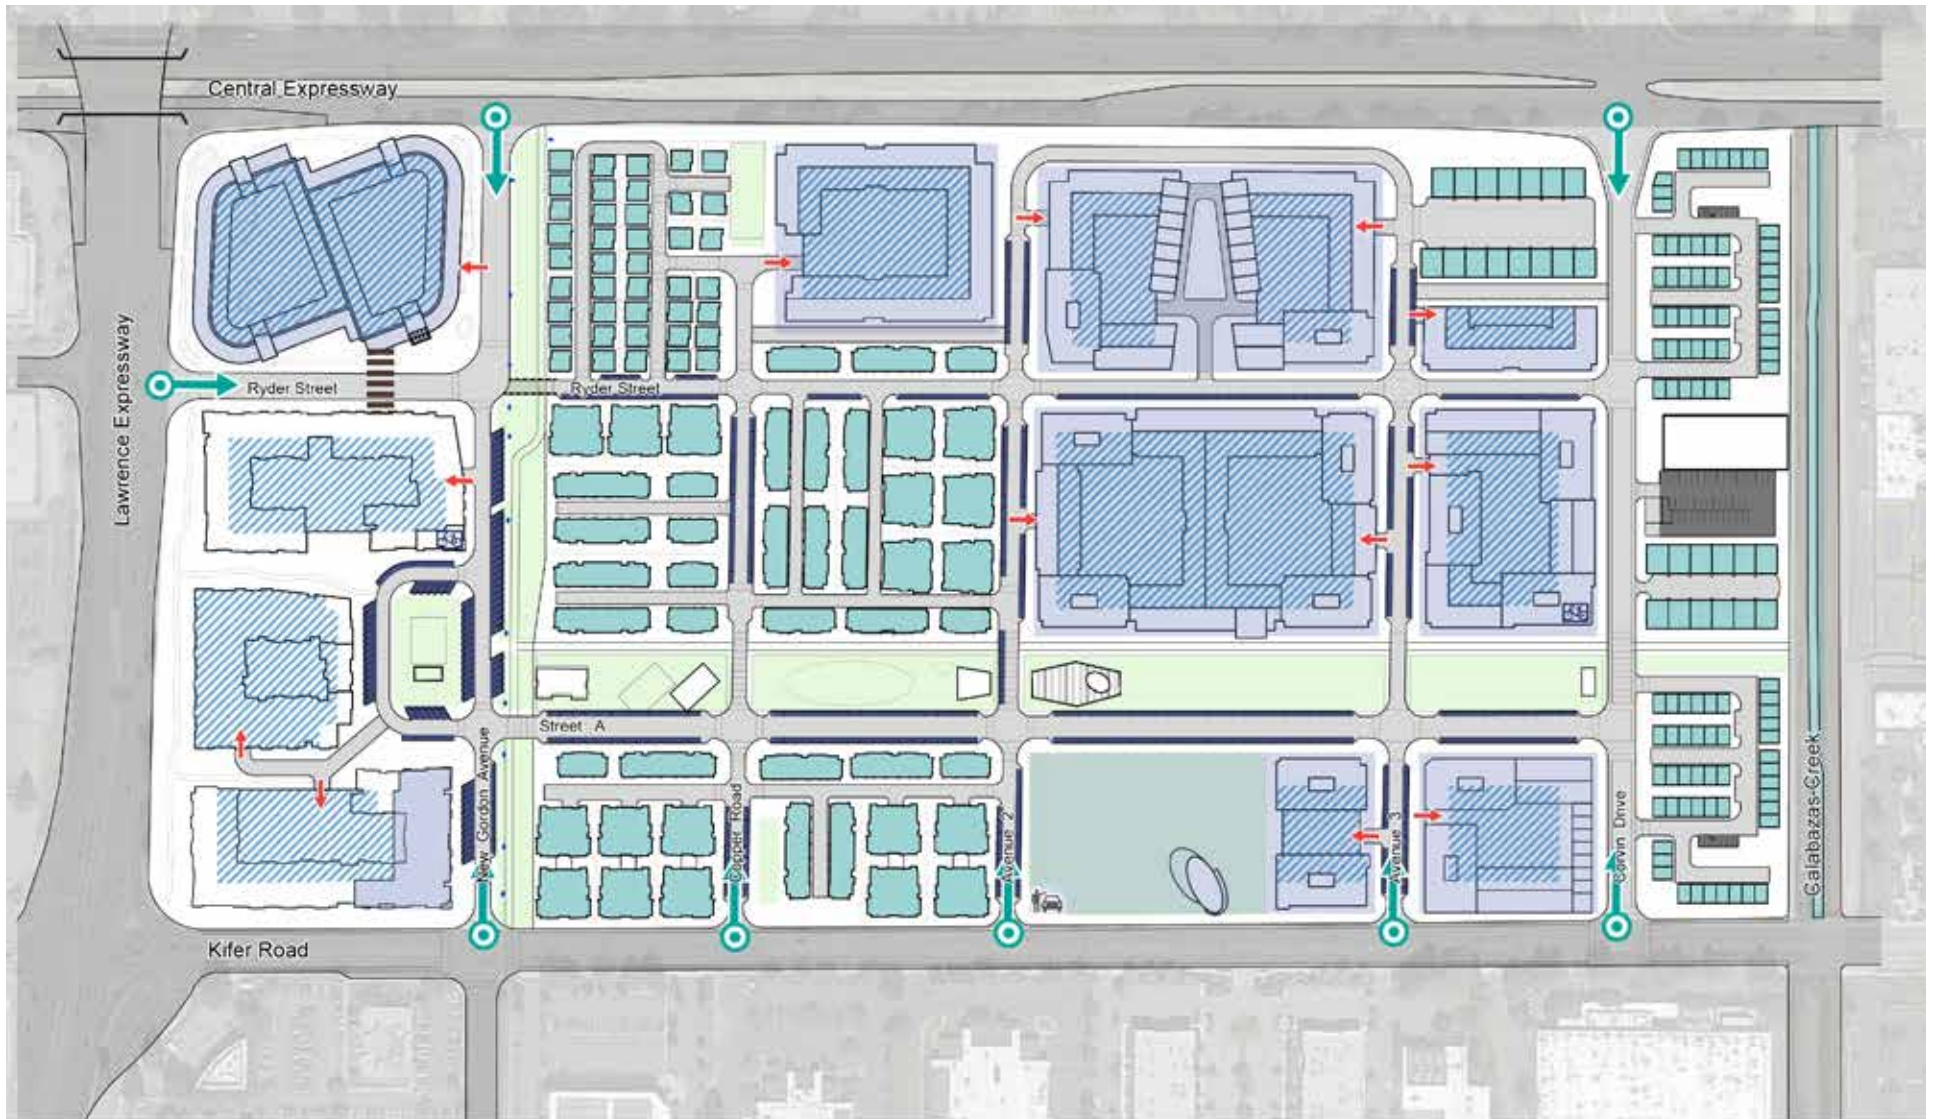 Central Expressway
Lawrence Expressway
Ryder Street
Ryder Street
Street A
New Gordon Avenue
Copper Road
Avenue 2
Avenue 3
Corvin Drive
Calabazas Creek
Kifer Road